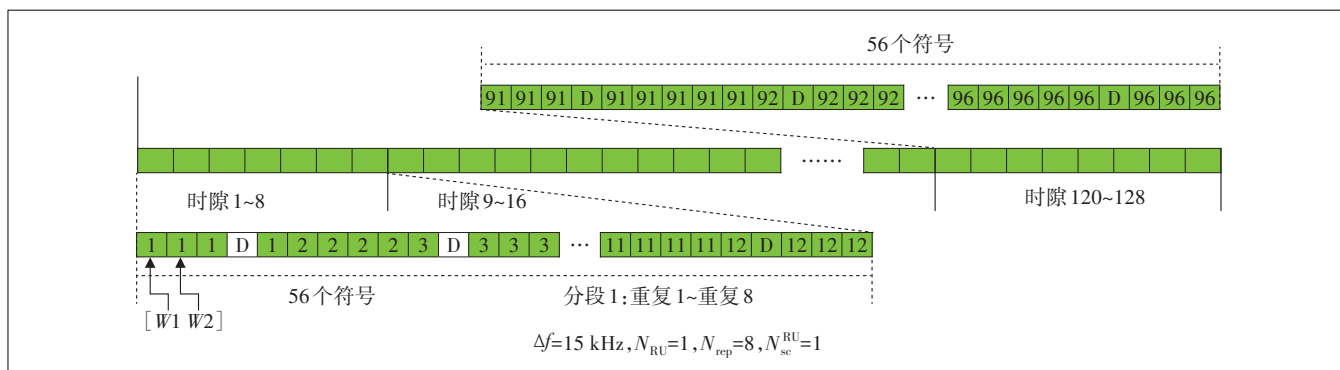 56个符号
91 91 91 D 91 91 91 91 91 92 D 92 92 92 … 96 96 96 96 96 D 96 96 96
……
时隙1~8 时隙9~16 时隙120~128
1 1 1 D 1 2 2 2 2 3 D 3 3 3 … 11 11 11 11 12 D 12 12 12
56个符号 分段1:重复1~重复8
[W1 W2]
Δf=15 kHz,N_RU=1,N_rep=8,N_sc^RU=1